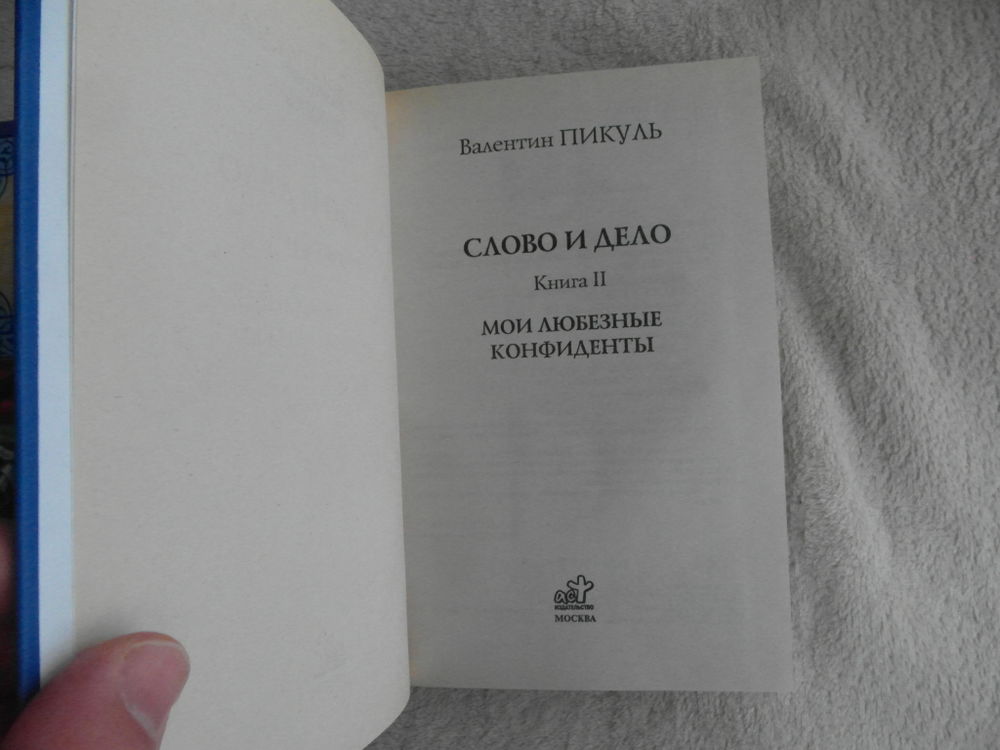 Валентин ПИКУЛЬ
СЛОВО И ДЕЛО
Книга II
МОИ ЛЮБЕЗНЫЕ
КОНФИДЕНТЫ
аст
ИЗДАТЕЛЬСТВО
МОСКВА